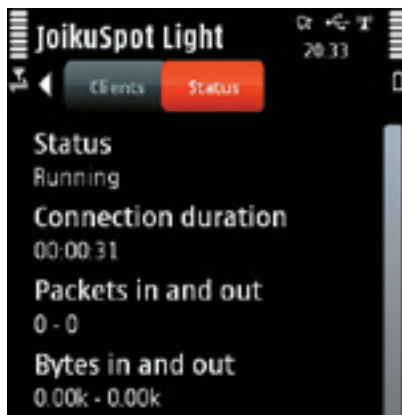 JoikuSpot Light
20:33
Clients
Status
Status
Running
Connection duration
00:00:31
Packets in and out
0 - 0
Bytes in and out
0.00k - 0.00k